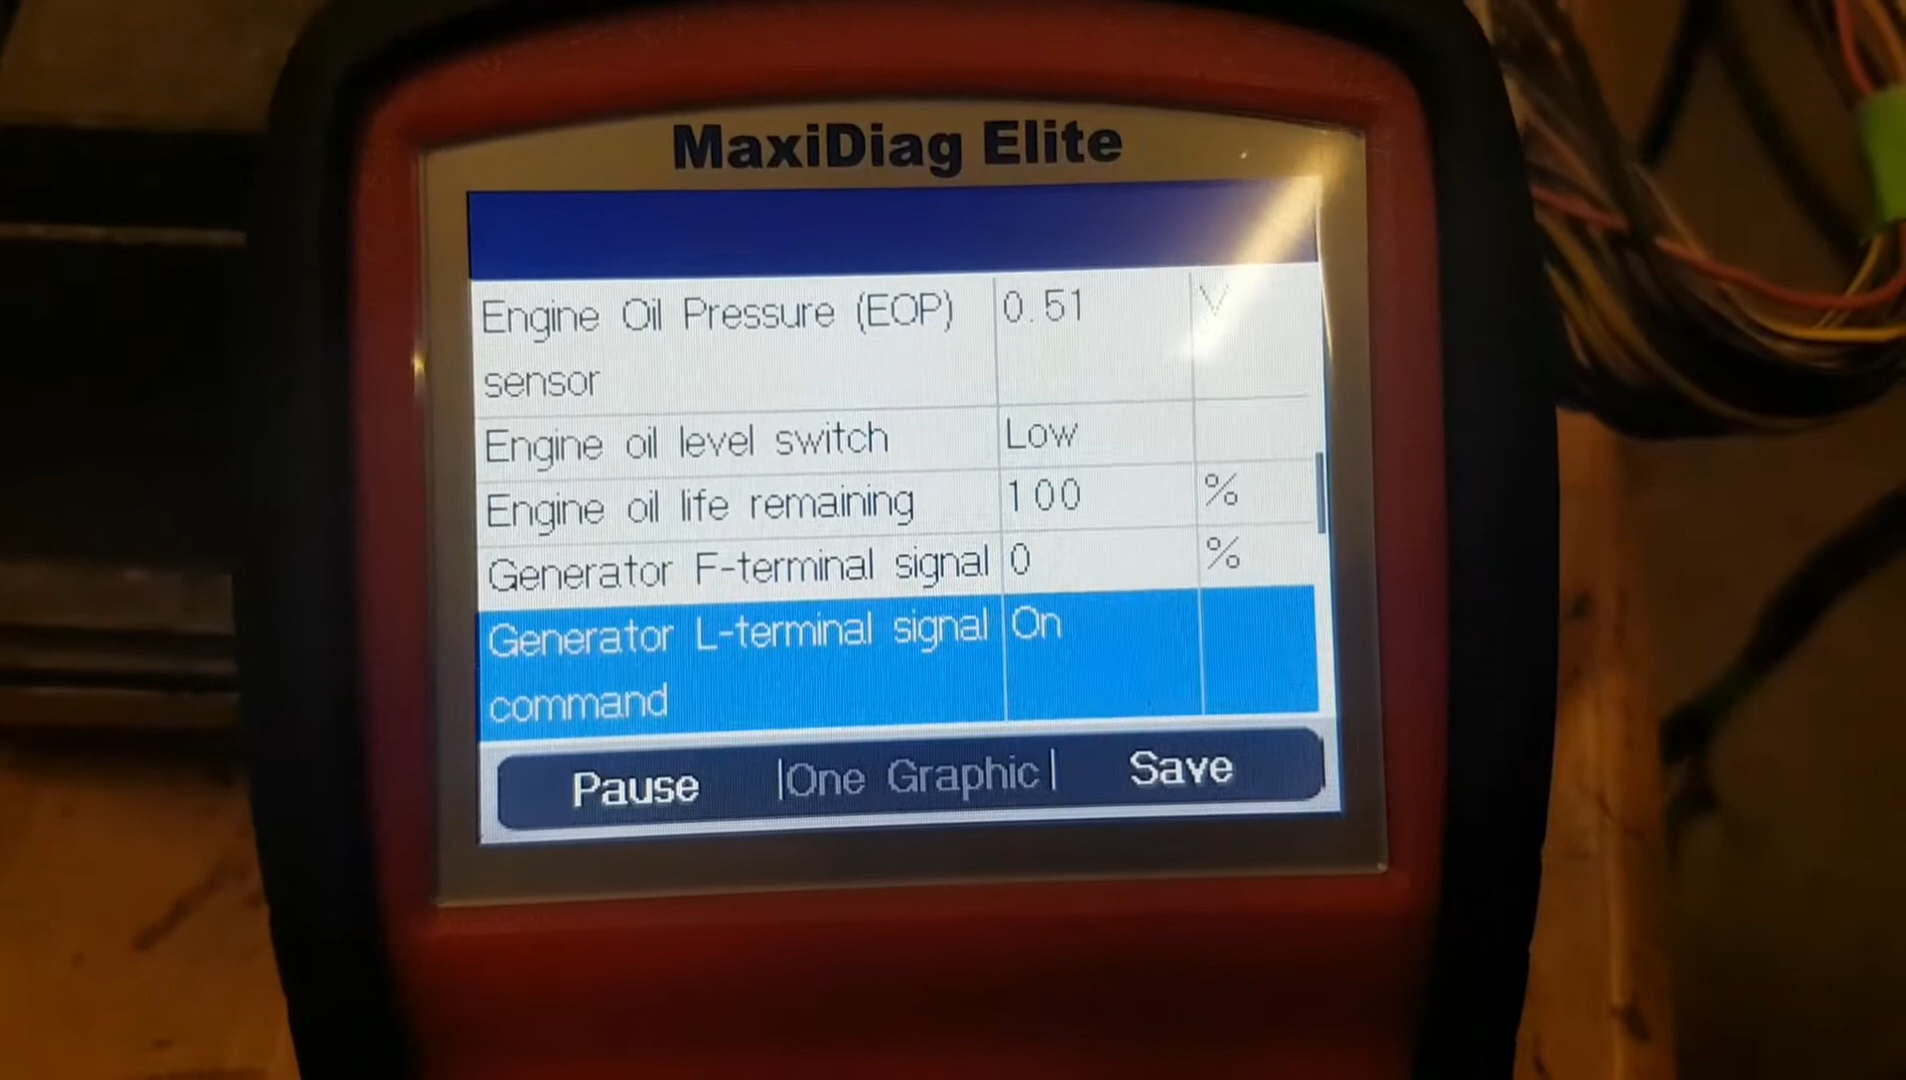 MaxiDiag Elite
Engine Oil Pressure (EOP) 0.51 V
sensor
Engine oil level switch Low
Engine oil life remaining 100 %
Generator F-terminal signal 0 %
Generator L-terminal signal On
command
Pause |One Graphic| Save